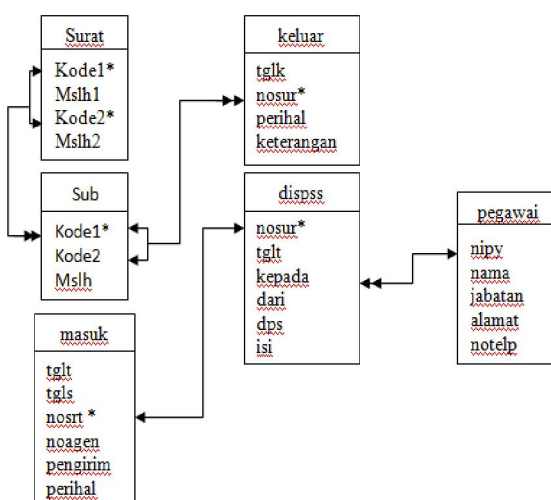 Surat
Kode1*
Mslh1
Kode2*
Mslh2
keluar
tglk
nosur*
perihal
keterangan
Sub
Kode1*
Kode2
Mslh
dispss
nosur*
tglt
kepada
dari
dps
isi
pegawai
nipy
nama
jabatan
alamat
notelp
masuk
tglt
tgls
nosrt *
noagen
pengirim
perihal